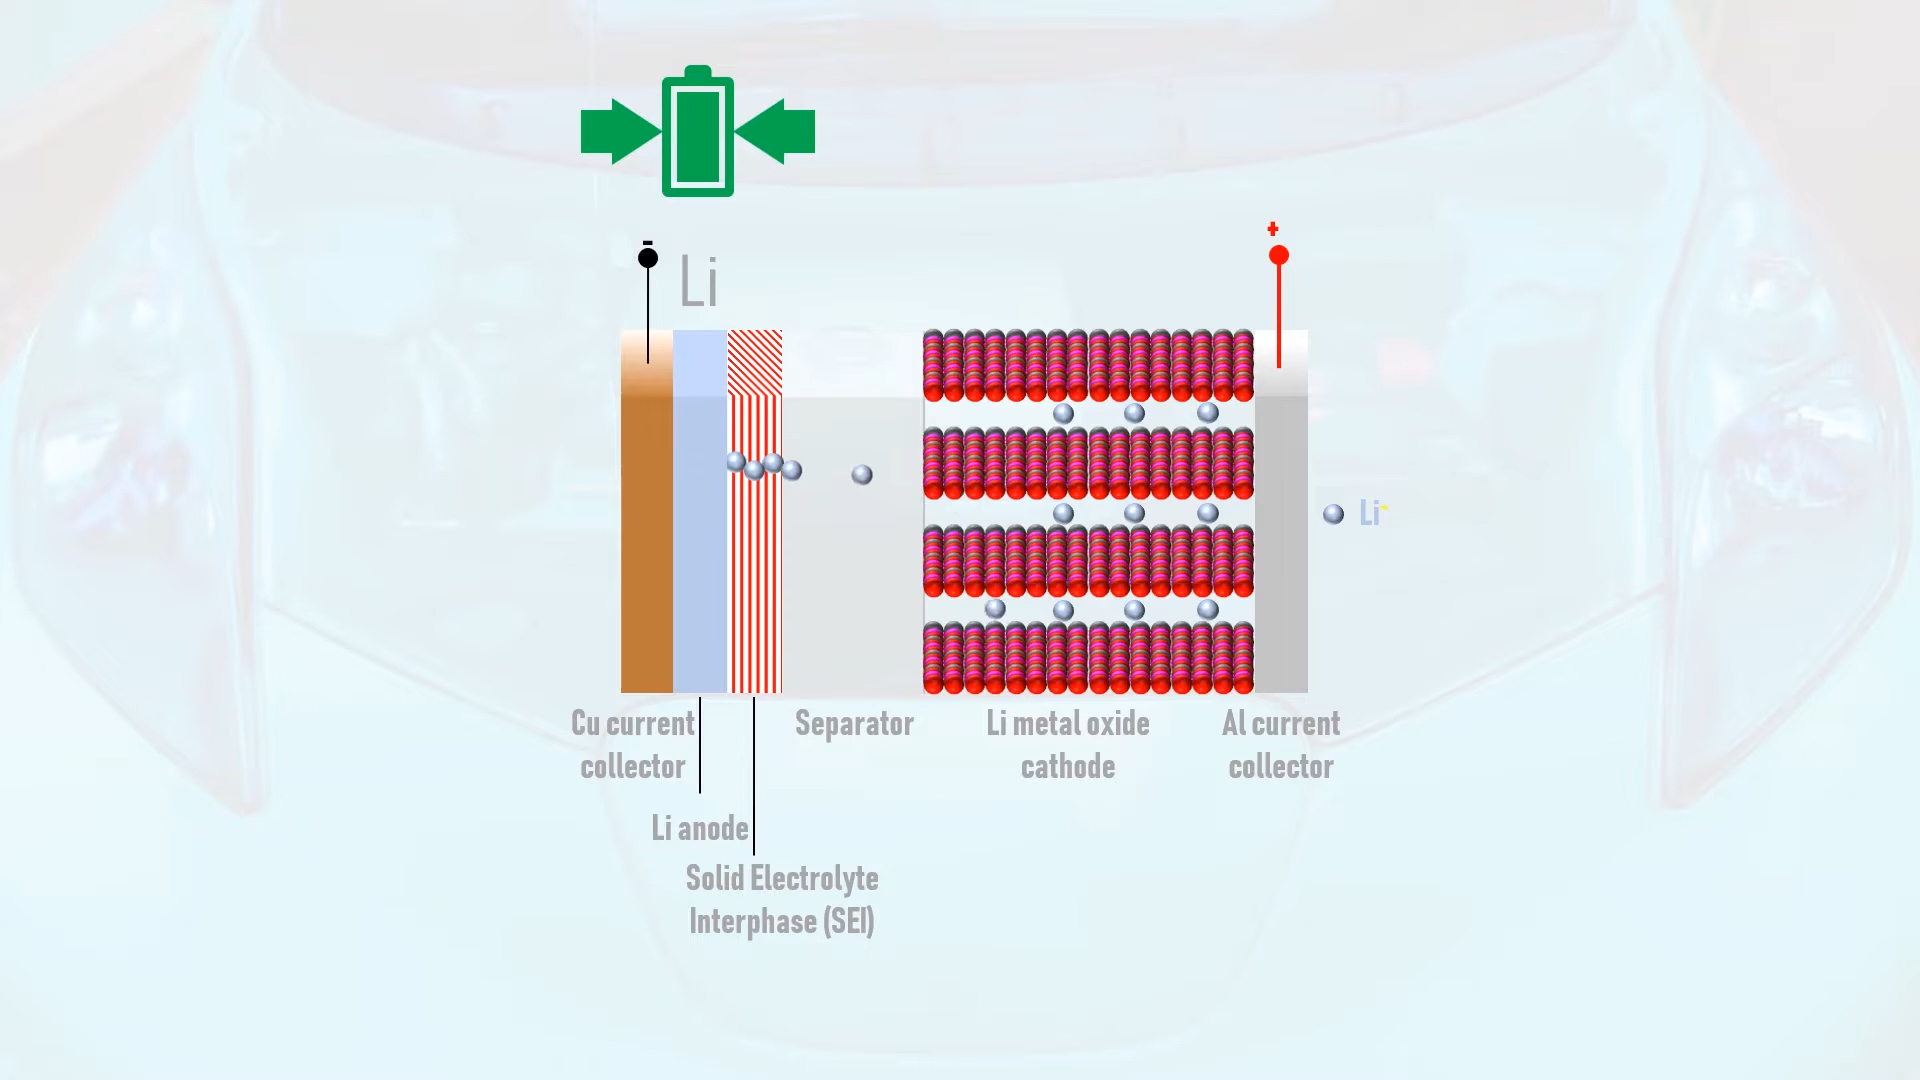 -
+
Li
Li-
Cu current
collector
Separator
Li metal oxide
cathode
Al current
collector
Li anode
Solid Electrolyte
Interphase (SEI)